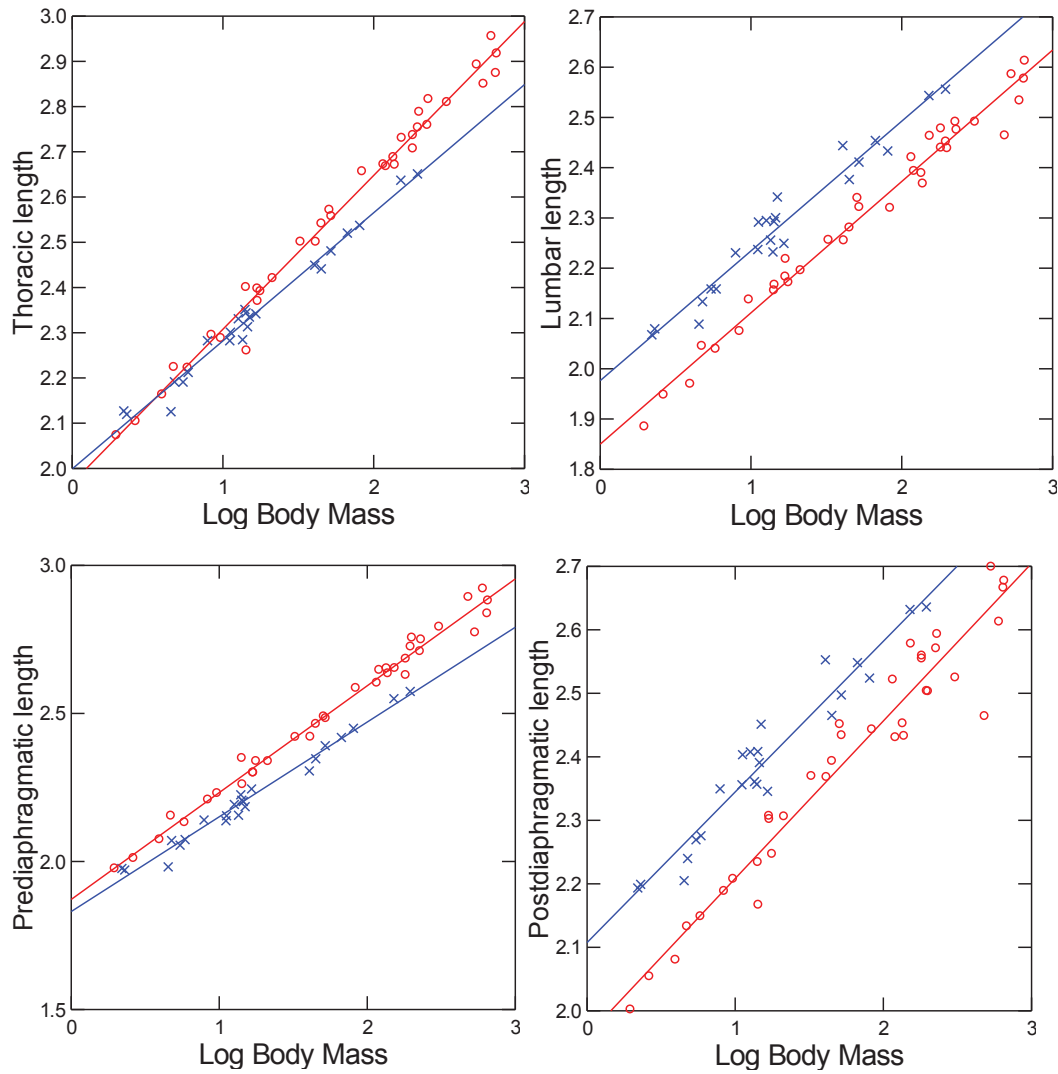 Thoracic length
3.0
2.9
2.8
2.7
2.6
2.5
2.4
2.3
2.2
2.1
2.0
0 1 2 3
Log Body Mass
Lumbar length
2.7
2.6
2.5
2.4
2.3
2.2
2.1
2.0
1.9
1.8
0 1 2 3
Log Body Mass
Prediaphragmatic length
3.0
2.5
2.0
1.5
0 1 2 3
Log Body Mass
Postdiaphragmatic length
2.7
2.6
2.5
2.4
2.3
2.2
2.1
2.0
0 1 2 3
Log Body Mass